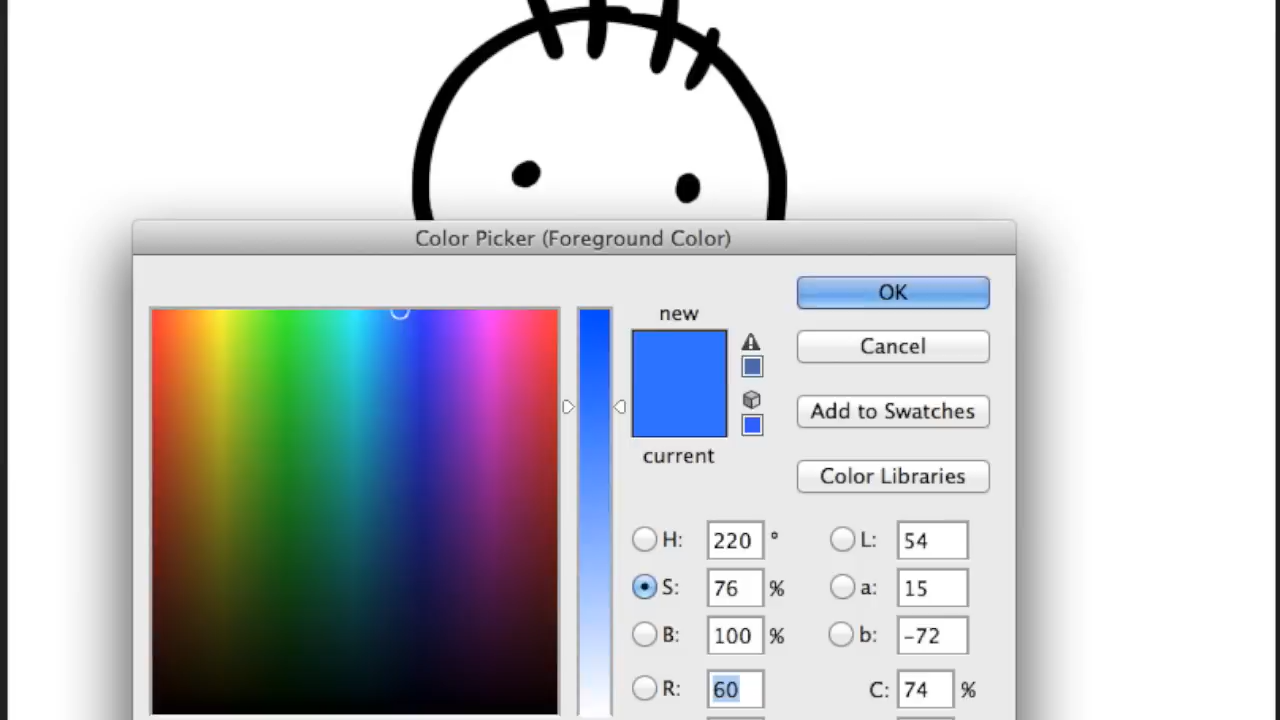 Color Picker (Foreground Color)
new
current
OK
Cancel
Add to Swatches
Color Libraries
H: 220 °
S: 76 %
B: 100 %
R: 60
L: 54
a: 15
b: -72
C: 74 %